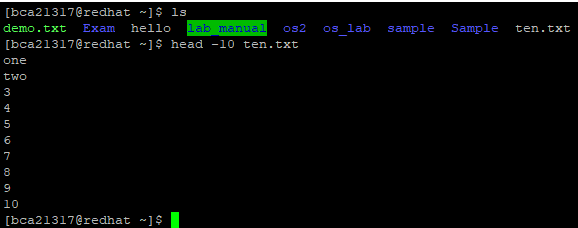 [bca21317@redhat ~]$ ls
demo.txt  Exam  hello  lab_manual  os2  os_lab  sample  Sample  ten.txt
[bca21317@redhat ~]$ head -10 ten.txt
one
two
3
4
5
6
7
8
9
10
[bca21317@redhat ~]$